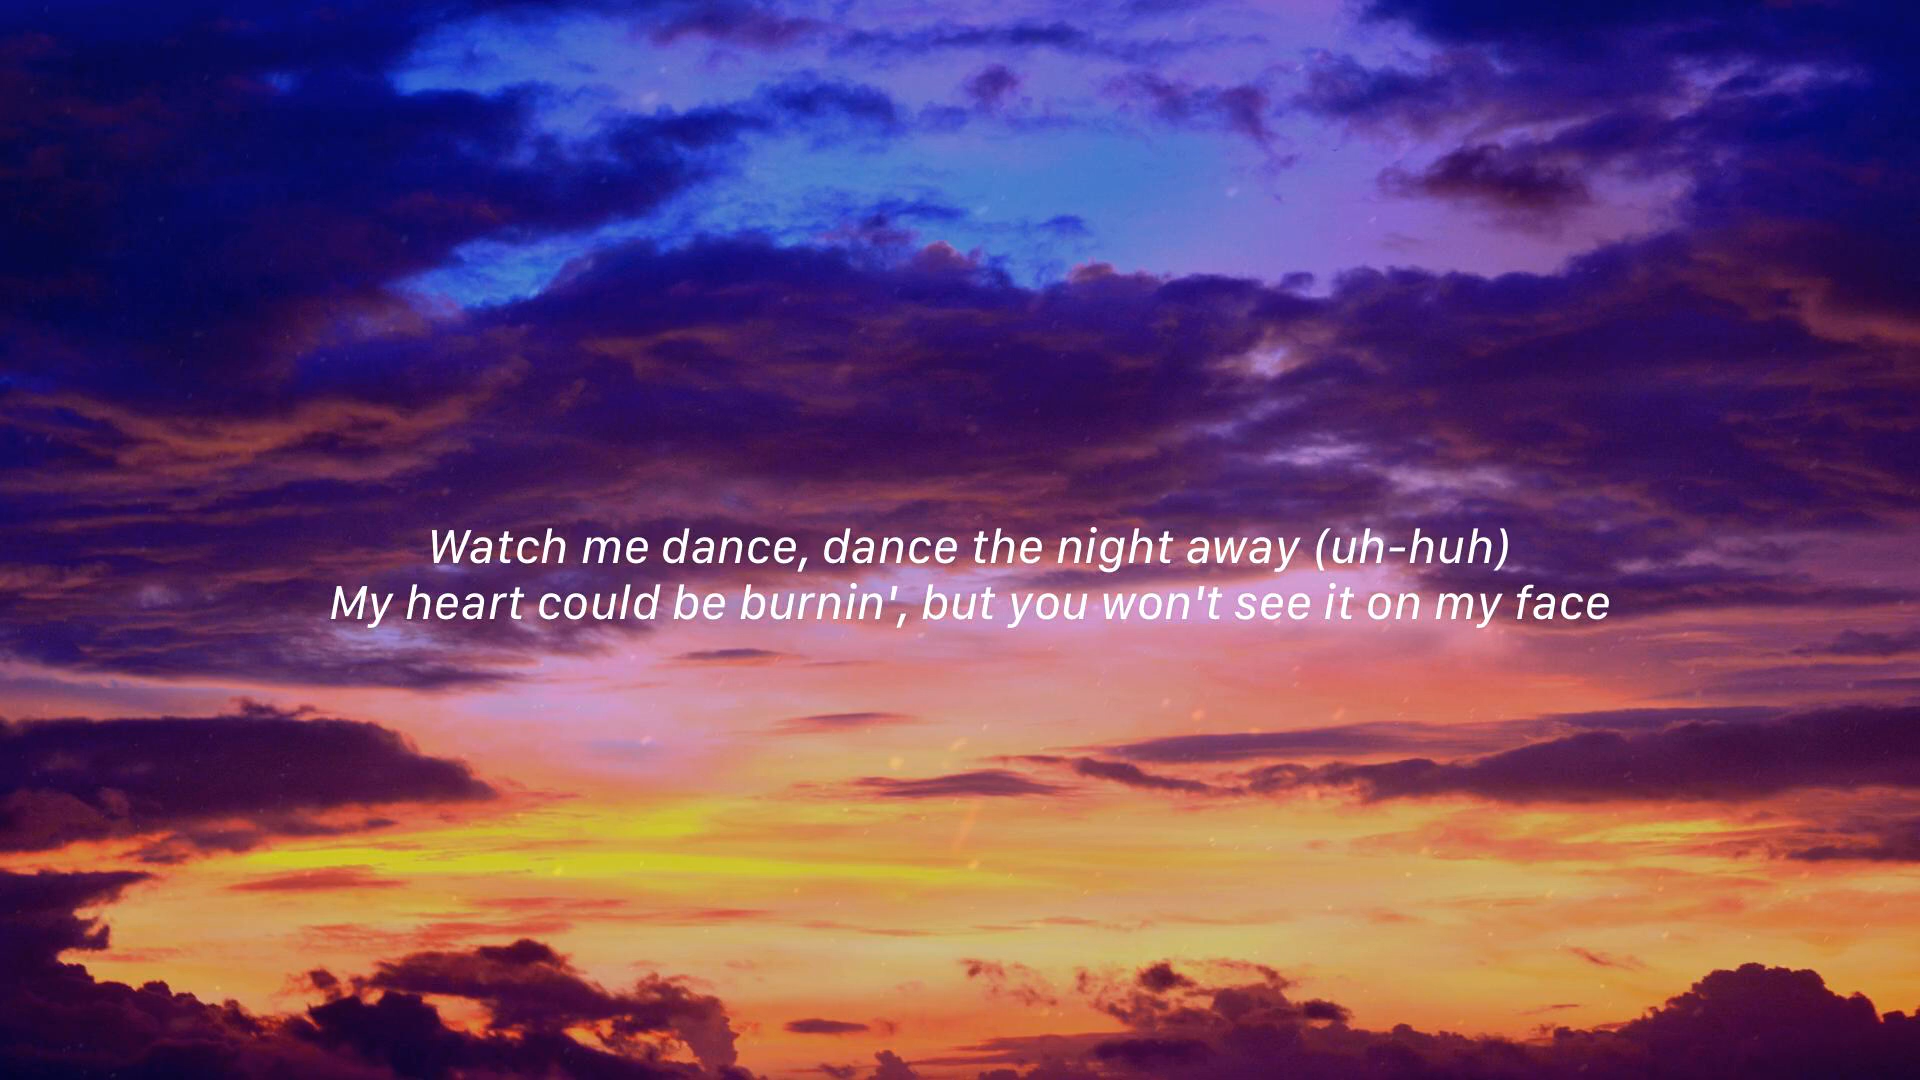 Watch me dance, dance the night away (uh-huh)
My heart could be burnin', but you won't see it on my face